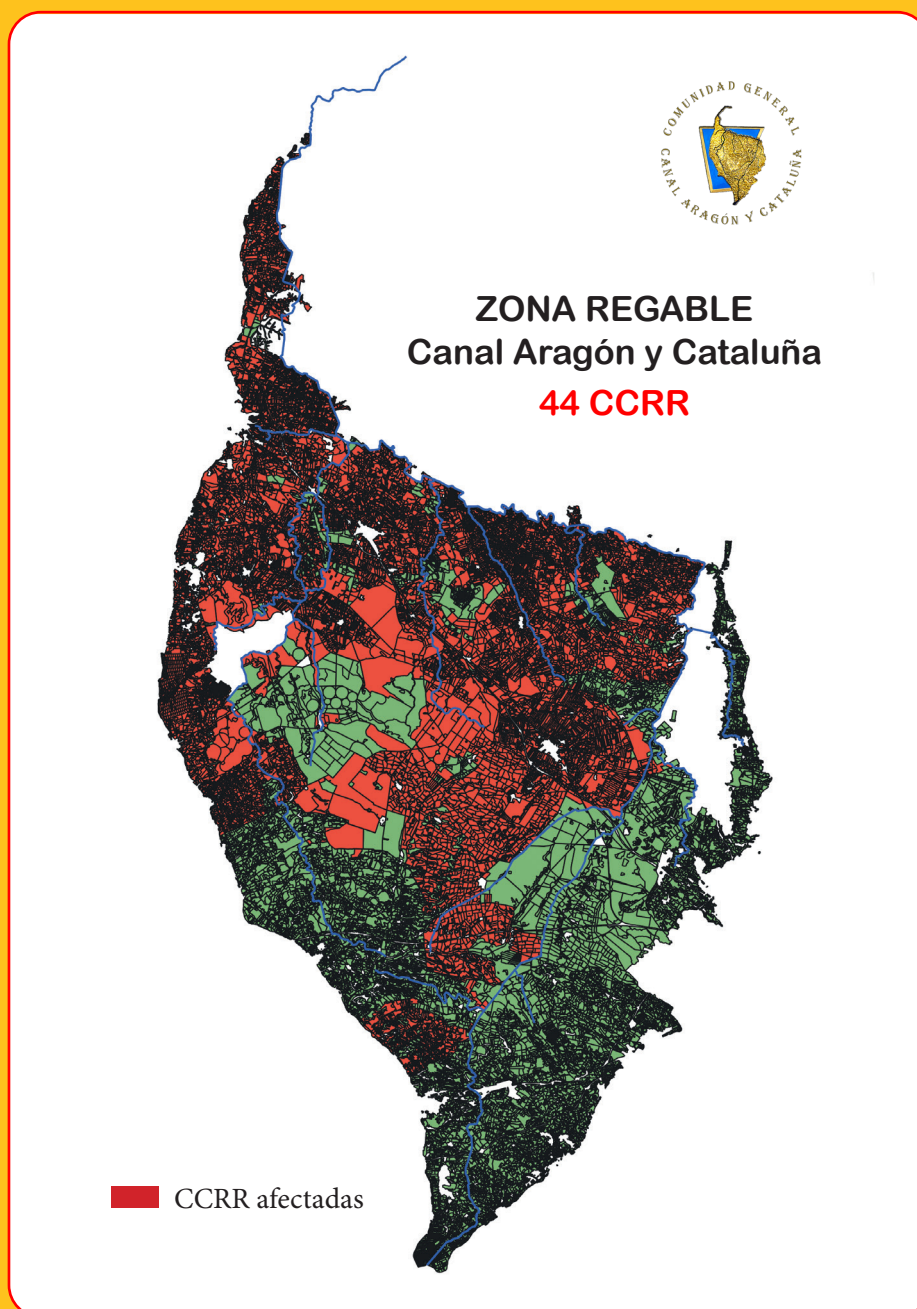 COMUNIDAD GENERAL
CANAL ARAGÓN Y CATALUÑA
ZONA REGABLE
Canal Aragón y Cataluña
44 CCRR
CCRR afectadas